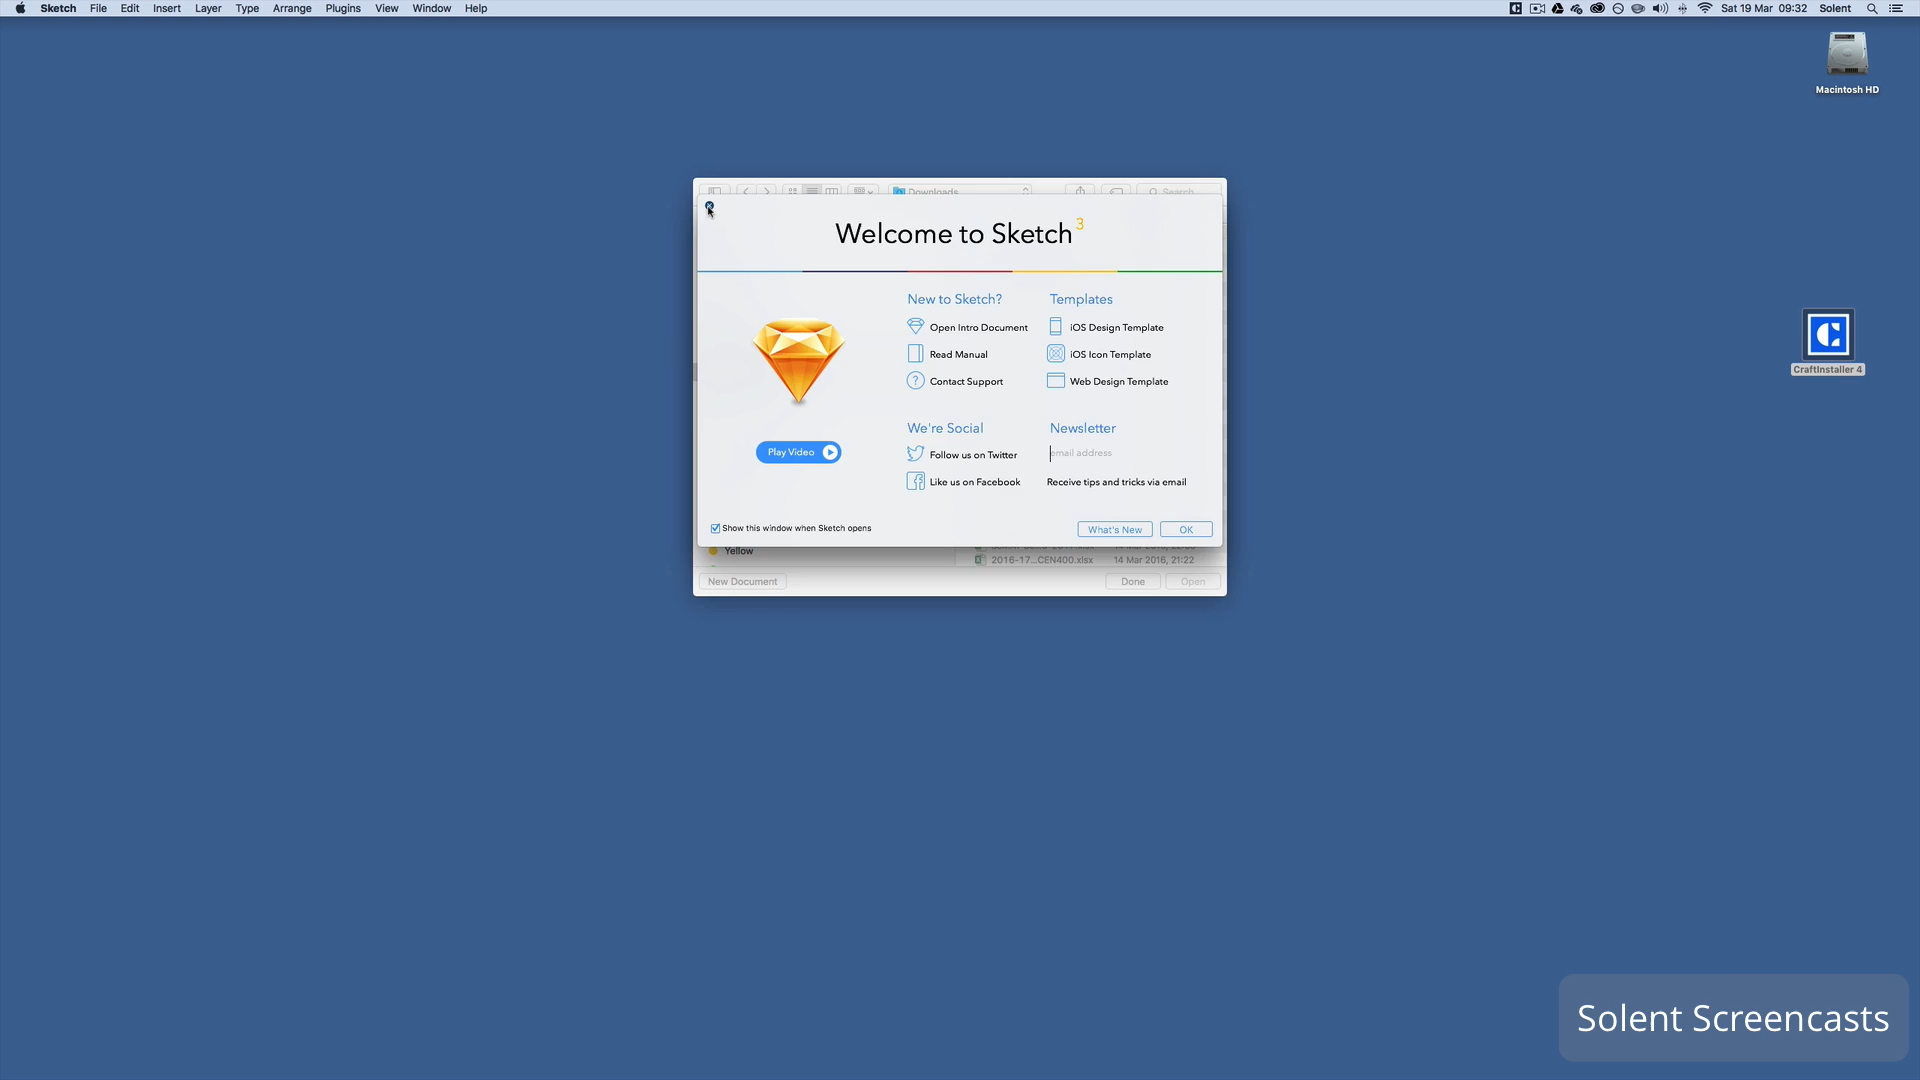 Sketch File Edit Insert Layer Type Arrange Plugins View Window Help
Sat 19 Mar 09:32 Solent
Macintosh HD
Downloads
Search
Welcome to Sketch 3
New to Sketch?
Open Intro Document
Read Manual
Contact Support
Templates
iOS Design Template
iOS Icon Template
Web Design Template
Play Video
We're Social
Follow us on Twitter
Like us on Facebook
Newsletter
email address
Receive tips and tricks via email
Show this window when Sketch opens
What's New
OK
Yellow
2016-17...CEN400.xlsx 14 Mar 2016, 21:22
New Document
Done
Open
CraftInstaller 4
Solent Screencasts